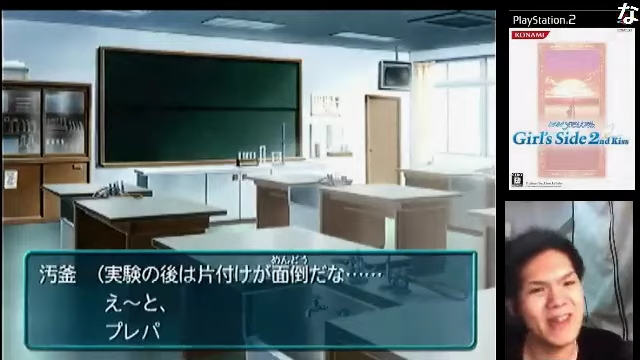 汚釜 (実験の後は片付けが面倒だな……
めんどう
え～と、
プレパ
な
PlayStation.2
KONAMI
Girl's Side 2nd Kiss